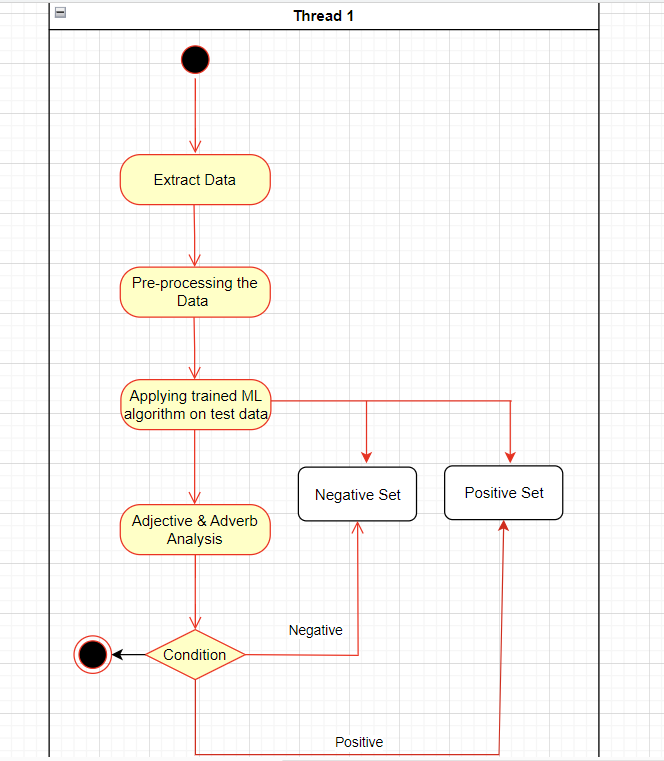 Thread 1
Extract Data
Pre-processing the
Data
Applying trained ML
algorithm on test data
Negative Set
Positive Set
Adjective & Adverb
Analysis
Negative
Condition
Positive